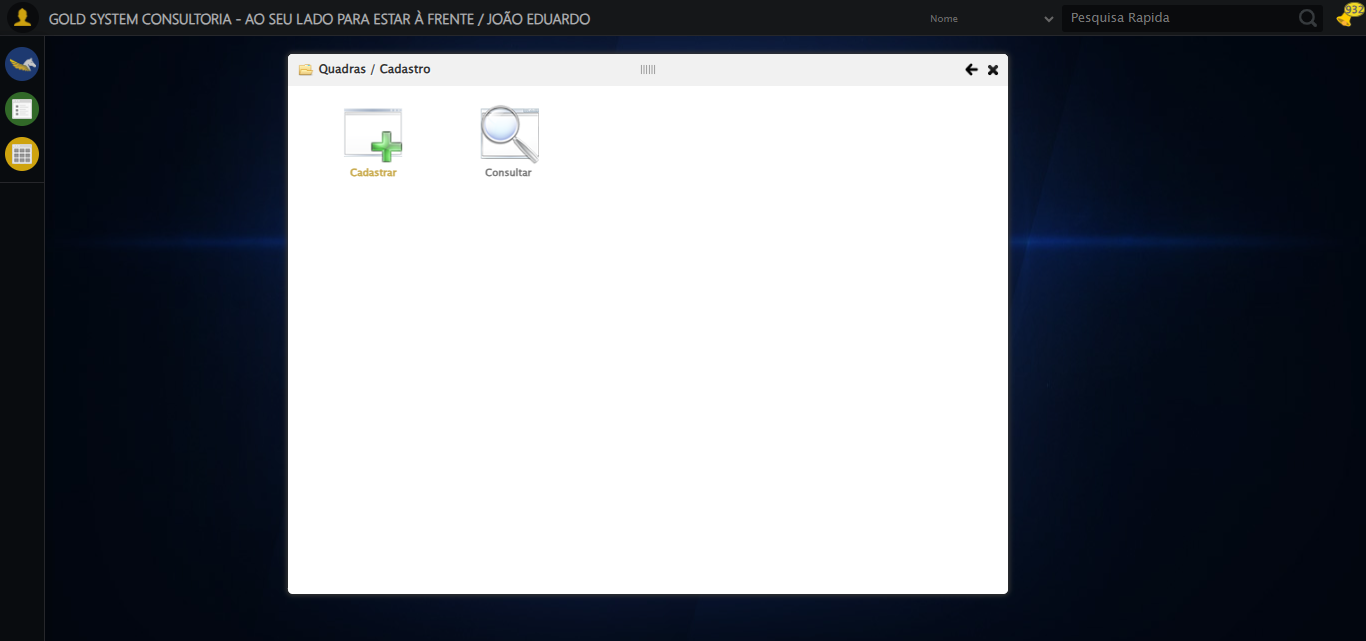 GOLD SYSTEM CONSULTORIA - AO SEU LADO PARA ESTAR À FRENTE / JOÃO EDUARDO
Nome
Pesquisa Rapida
932
Quadras / Cadastro
Cadastrar
Consultar